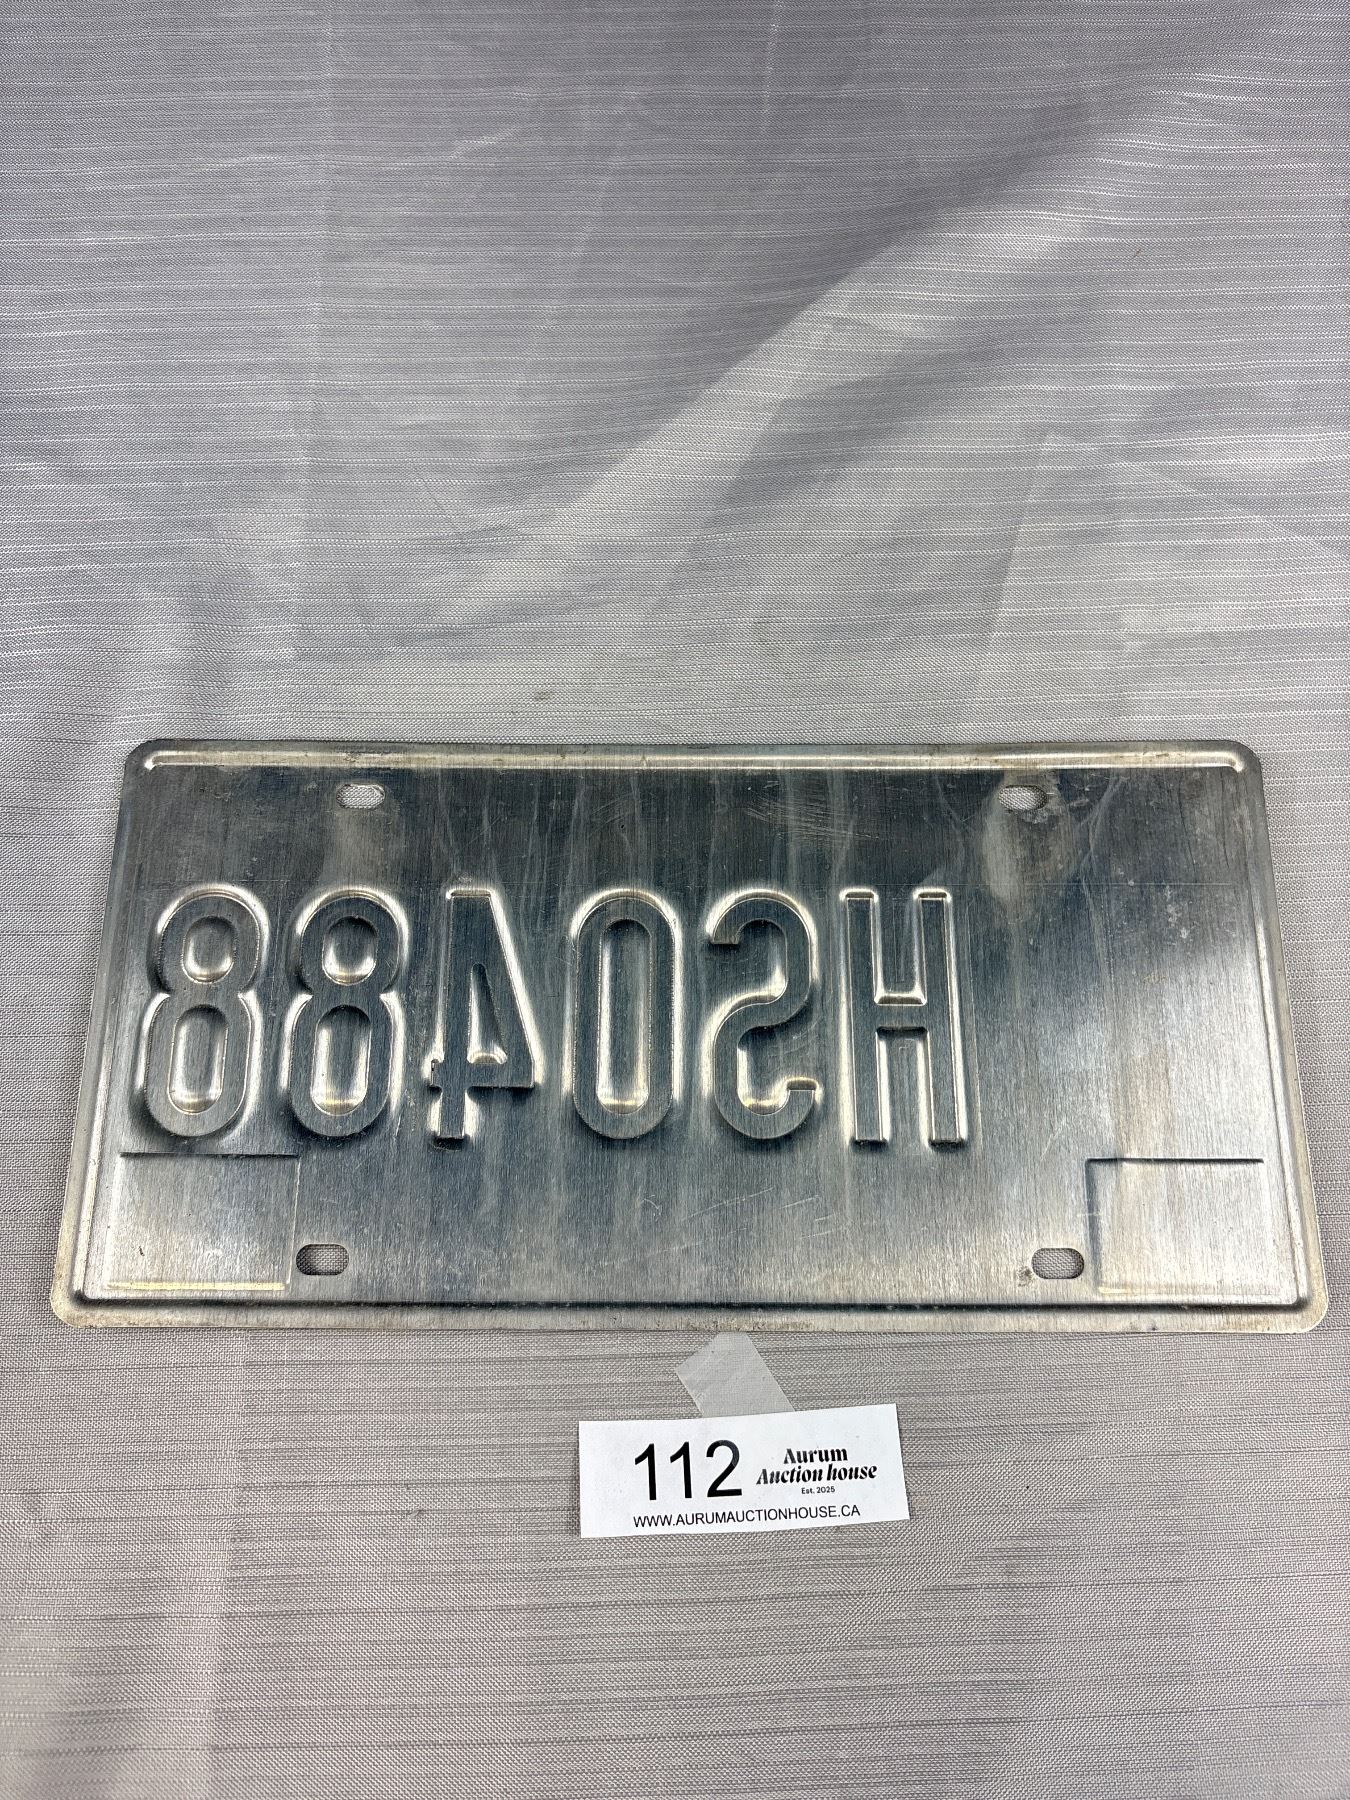 HS0488
112
Aurum
Auction house
Est. 2025
WWW.AURUMAUCTIONHOUSE.CA